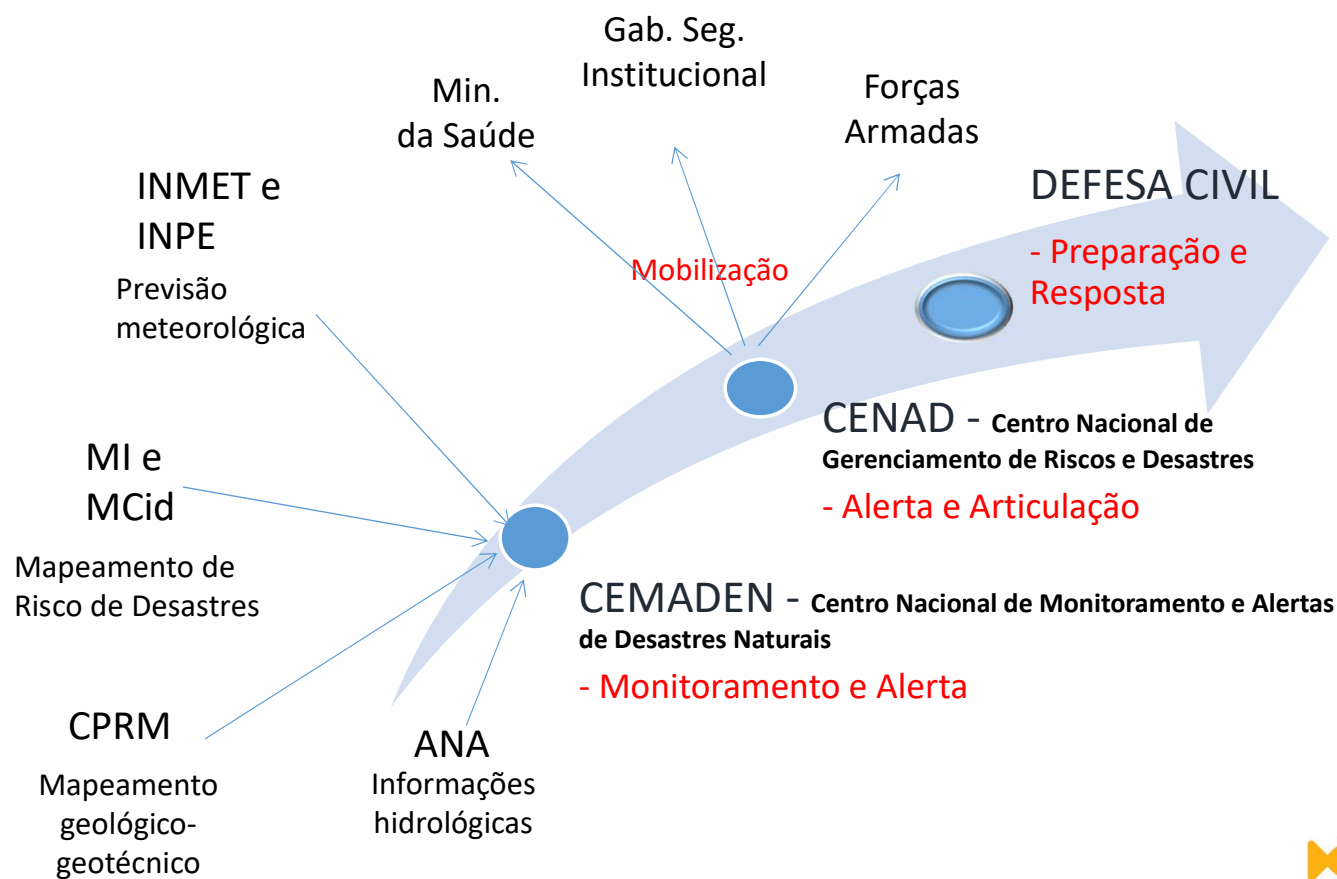 Gab. Seg.
Institucional
Min.
da Saúde
Forças
Armadas
INMET e
INPE
Previsão
meteorológica
Mobilização
DEFESA CIVIL
- Preparação e
Resposta
MI e
MCid
Mapeamento de
Risco de Desastres
CENAD - Centro Nacional de
Gerenciamento de Riscos e Desastres
- Alerta e Articulação
CEMADEN - Centro Nacional de Monitoramento e Alertas
de Desastres Naturais
- Monitoramento e Alerta
CPRM
Mapeamento
geológico-
geotécnico
ANA
Informações
hidrológicas